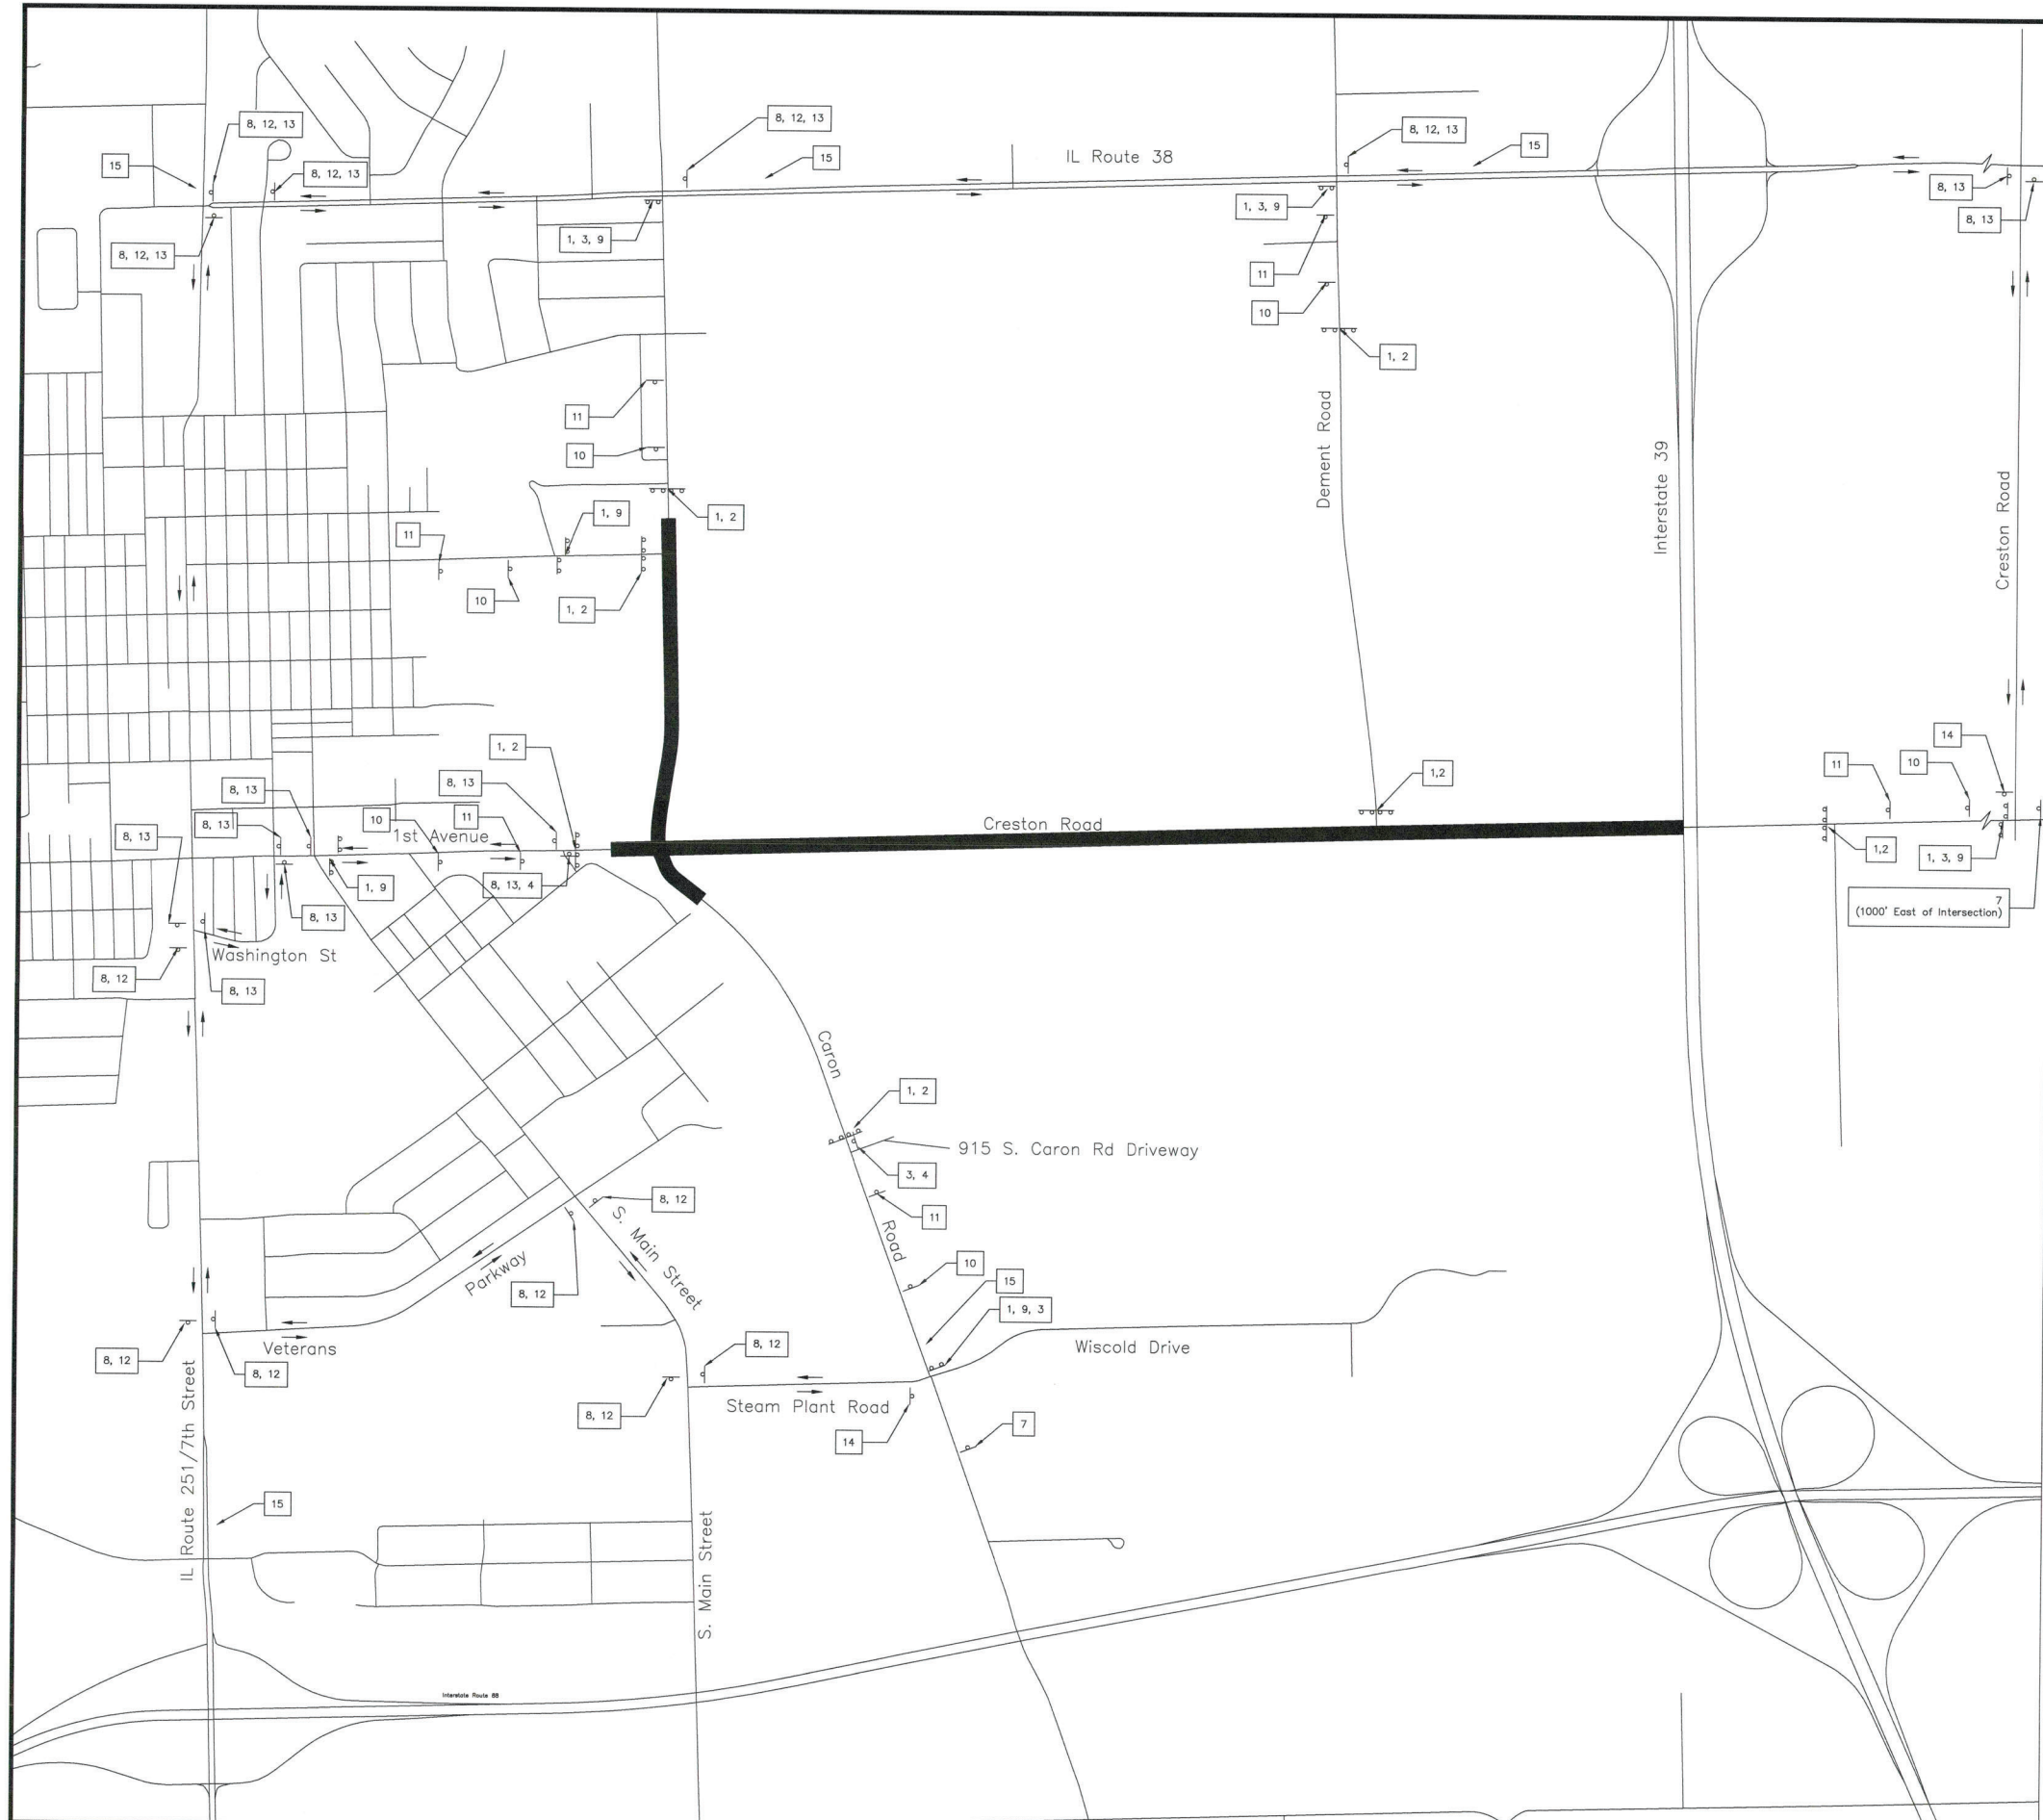 8, 12, 13
8, 12, 13
8, 12, 13
15
IL Route 38
15
8, 12, 13
15
8, 12, 13
8, 13
8, 13
1, 3, 9
1, 3, 9
8, 12, 13
11
10
1, 2
11
10
1, 2
Dement Road
Interstate 39
Creston Road
1, 9
11
10
1, 2
1, 2
8, 13
8, 13
8, 13
8, 13
10
11
1st Avenue
Creston Road
1,2
11
10
14
1,2
1, 3, 9
7
(1000' East of Intersection)
1, 9
8, 13, 4
8, 13
Washington St
8, 12
8, 13
Caron
1, 2
915 S. Caron Rd Driveway
3, 4
8, 12
11
S. Main Street
Road
Parkway
10
8, 12
15
1, 9, 3
Veterans
8, 12
8, 12
8, 12
Wiscold Drive
8, 12
Steam Plant Road
14
7
IL Route 251/7th Street
15
S. Main Street
Interstate Route 88